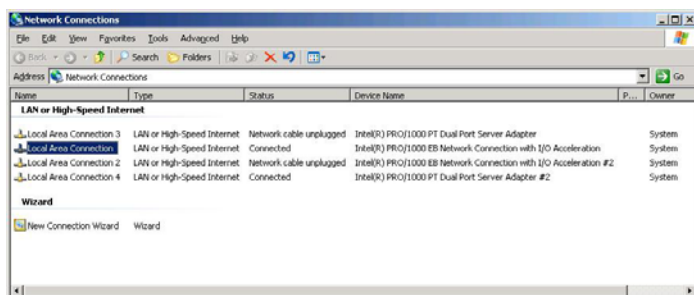 Network Connections
File Edit View Favorites Tools Advanced Help
Back Search Folders
Address Network Connections Go
Name Type Status Device Name P... Owner
LAN or High-Speed Internet
Local Area Connection 3 LAN or High-Speed Internet Network cable unplugged Intel(R) PRO/1000 PT Dual Port Server Adapter System
Local Area Connection LAN or High-Speed Internet Connected Intel(R) PRO/1000 EB Network Connection with I/O Acceleration System
Local Area Connection 2 LAN or High-Speed Internet Network cable unplugged Intel(R) PRO/1000 EB Network Connection with I/O Acceleration #2 System
Local Area Connection 4 LAN or High-Speed Internet Connected Intel(R) PRO/1000 PT Dual Port Server Adapter #2 System
Wizard
New Connection Wizard Wizard